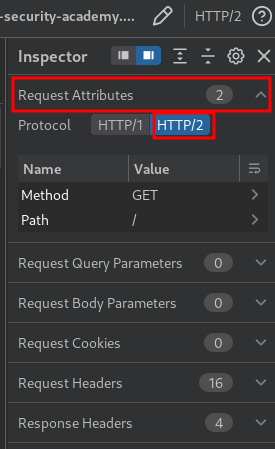 -security-academy.... HTTP/2
Inspector
Request Attributes 2
Protocol HTTP/1 HTTP/2
Name Value
Method GET
Path /
Request Query Parameters 0
Request Body Parameters 0
Request Cookies 0
Request Headers 16
Response Headers 4